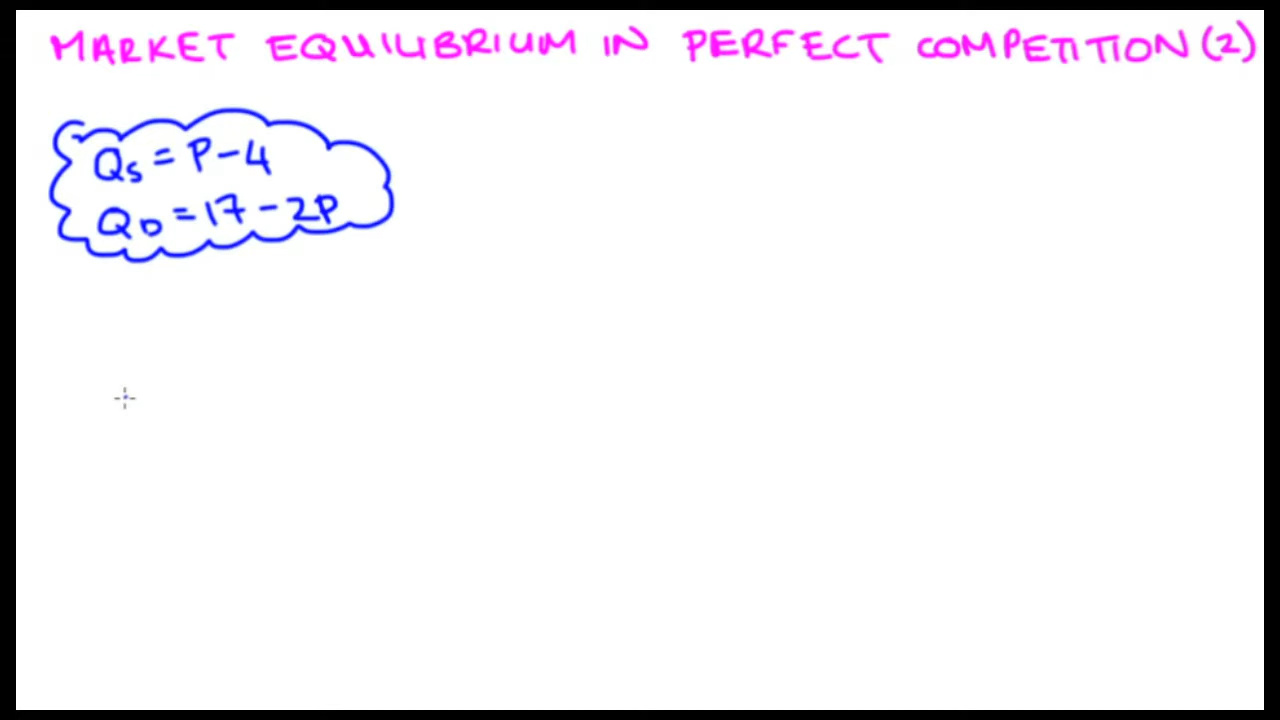 MARKET EQUILIBRIUM IN PERFECT COMPETITION (2)
Qs = P - 4
QD = 17 - 2P